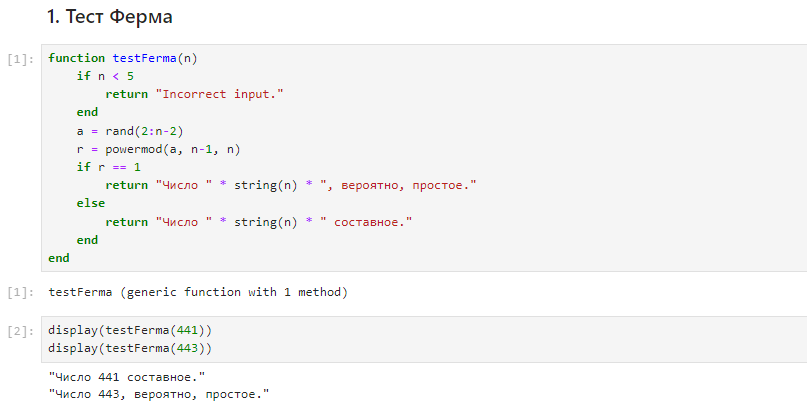 1. Тест Ферма
[1]: function testFerma(n)
    if n < 5
        return "Incorrect input."
    end
    a = rand(2:n-2)
    r = powermod(a, n-1, n)
    if r == 1
        return "Число " * string(n) * ", вероятно, простое."
    else
        return "Число " * string(n) * " составное."
    end
end
[1]: testFerma (generic function with 1 method)
[2]: display(testFerma(441))
display(testFerma(443))
"Число 441 составное."
"Число 443, вероятно, простое."